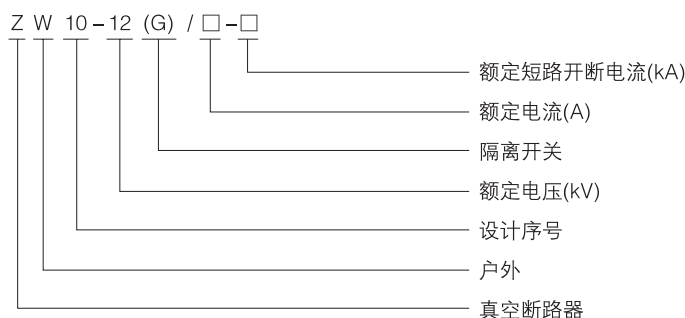 ZW10-12(G)/□-□
额定短路开断电流(kA)
额定电流(A)
隔离开关
额定电压(kV)
设计序号
户外
真空断路器